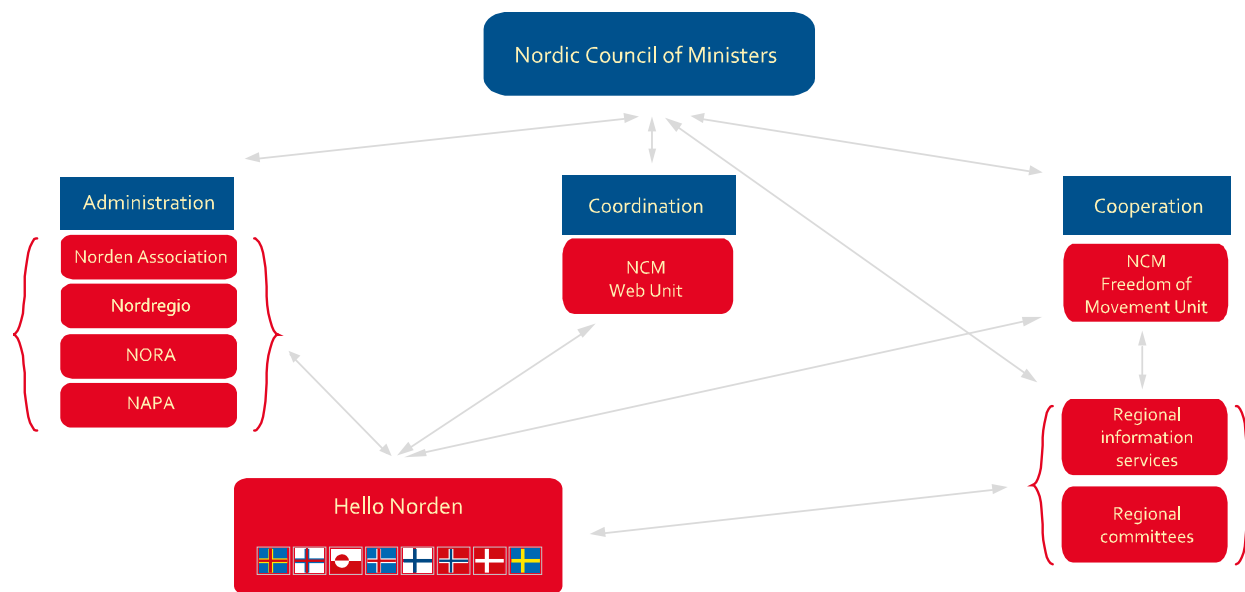 Nordic Council of Ministers
Administration
Norden Association
Nordregio
NORA
NAPA
Coordination
NCM
Web Unit
Cooperation
NCM
Freedom of
Movement Unit
Regional
information
services
Regional
committees
Hello Norden